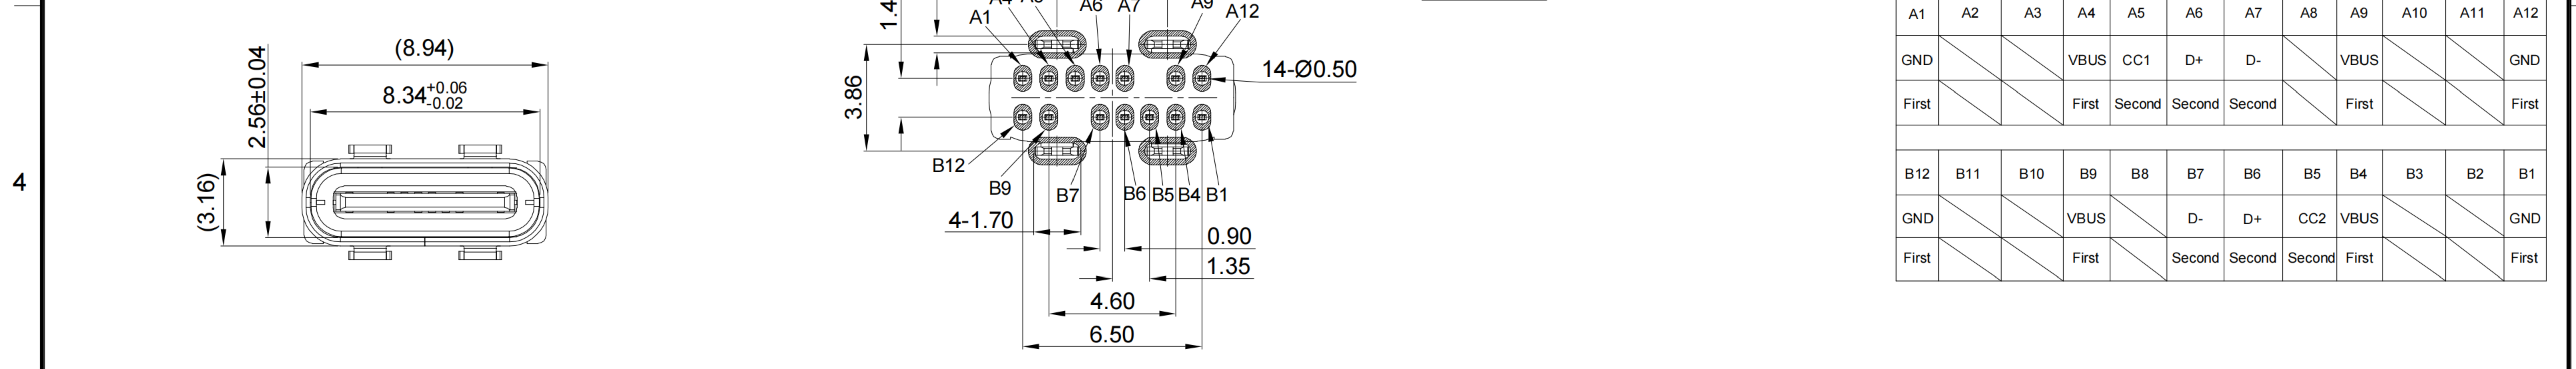 4
(8.94)
8.34+0.06
-0.02
2.56±0.04
(3.16)
A1
A6
A7
A9
A12
1.4
3.86
14-Ø0.50
B12
B9
B7
B6
B5
B4
B1
4-1.70
0.90
1.35
4.60
6.50
A1 A2 A3 A4 A5 A6 A7 A8 A9 A10 A11 A12
GND VBUS CC1 D+ D- VBUS GND
First First Second Second Second First First
B12 B11 B10 B9 B8 B7 B6 B5 B4 B3 B2 B1
GND VBUS D- D+ CC2 VBUS GND
First First Second Second Second First First